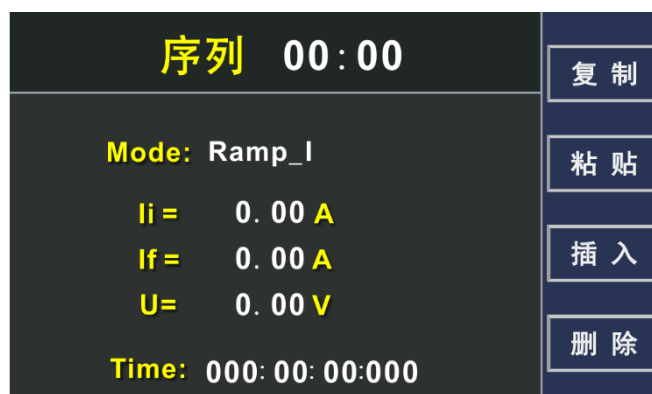 序列 00:00
复制
Mode: Ramp_I
粘贴
Ii = 0.00 A
If = 0.00 A
插入
U= 0.00 V
删除
Time: 000:00:00:000